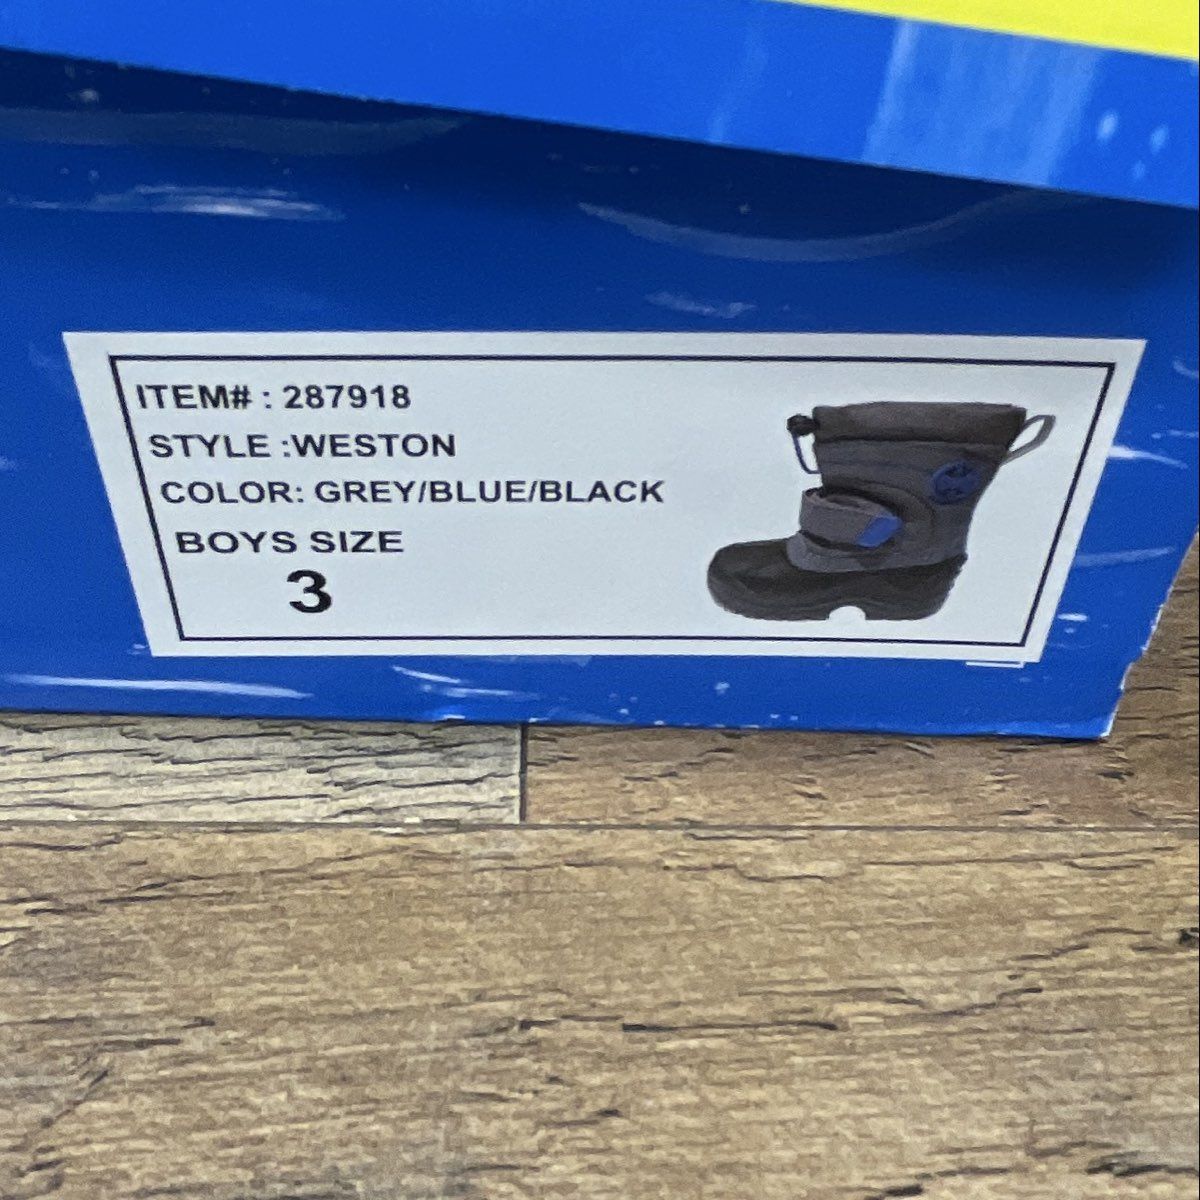 ITEM# : 287918
STYLE :WESTON
COLOR: GREY/BLUE/BLACK
BOYS SIZE
3